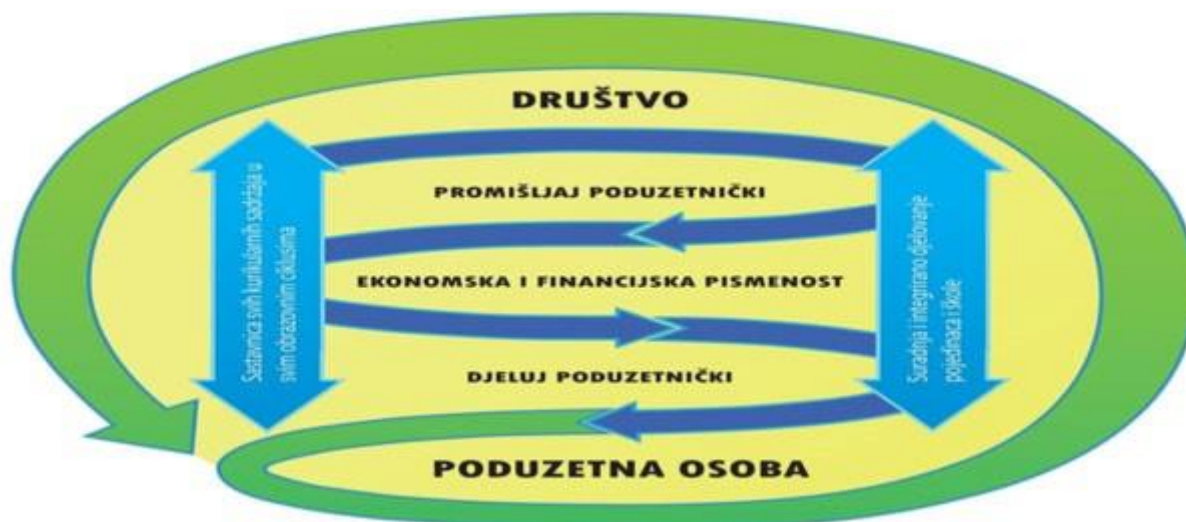 DRUŠTVO
PROMIŠLJAJ PODUZETNIČKI
EKONOMSKA I FINANCIJSKA PISMENOST
DJELUJ PODUZETNIČKI
PODUZETNA OSOBA
Sastavnica svih kurikularnih sadržaja u
svim obrazovnim ciklusima
Suradnja i integrirano djelovanje
pojedinaca i škole